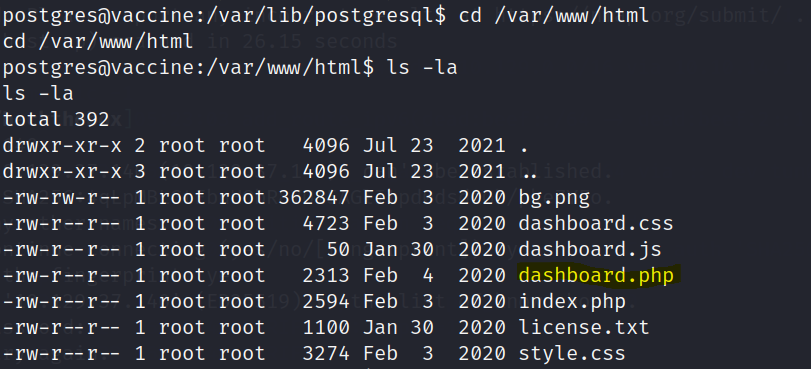 postgres@vaccine:/var/lib/postgresql$ cd /var/www/html
cd /var/www/html
postgres@vaccine:/var/www/html$ ls -la
ls -la
total 392
drwxr-xr-x 2 root root   4096 Jul 23  2021 .
drwxr-xr-x 3 root root   4096 Jul 23  2021 ..
-rw-rw-r-- 1 root root 362847 Feb  3  2020 bg.png
-rw-r--r-- 1 root root   4723 Feb  3  2020 dashboard.css
-rw-r--r-- 1 root root     50 Jan 30  2020 dashboard.js
-rw-r--r-- 1 root root   2313 Feb  4  2020 dashboard.php
-rw-r--r-- 1 root root   2594 Feb  3  2020 index.php
-rw-r--r-- 1 root root   1100 Jan 30  2020 license.txt
-rw-r--r-- 1 root root   3274 Feb  3  2020 style.css